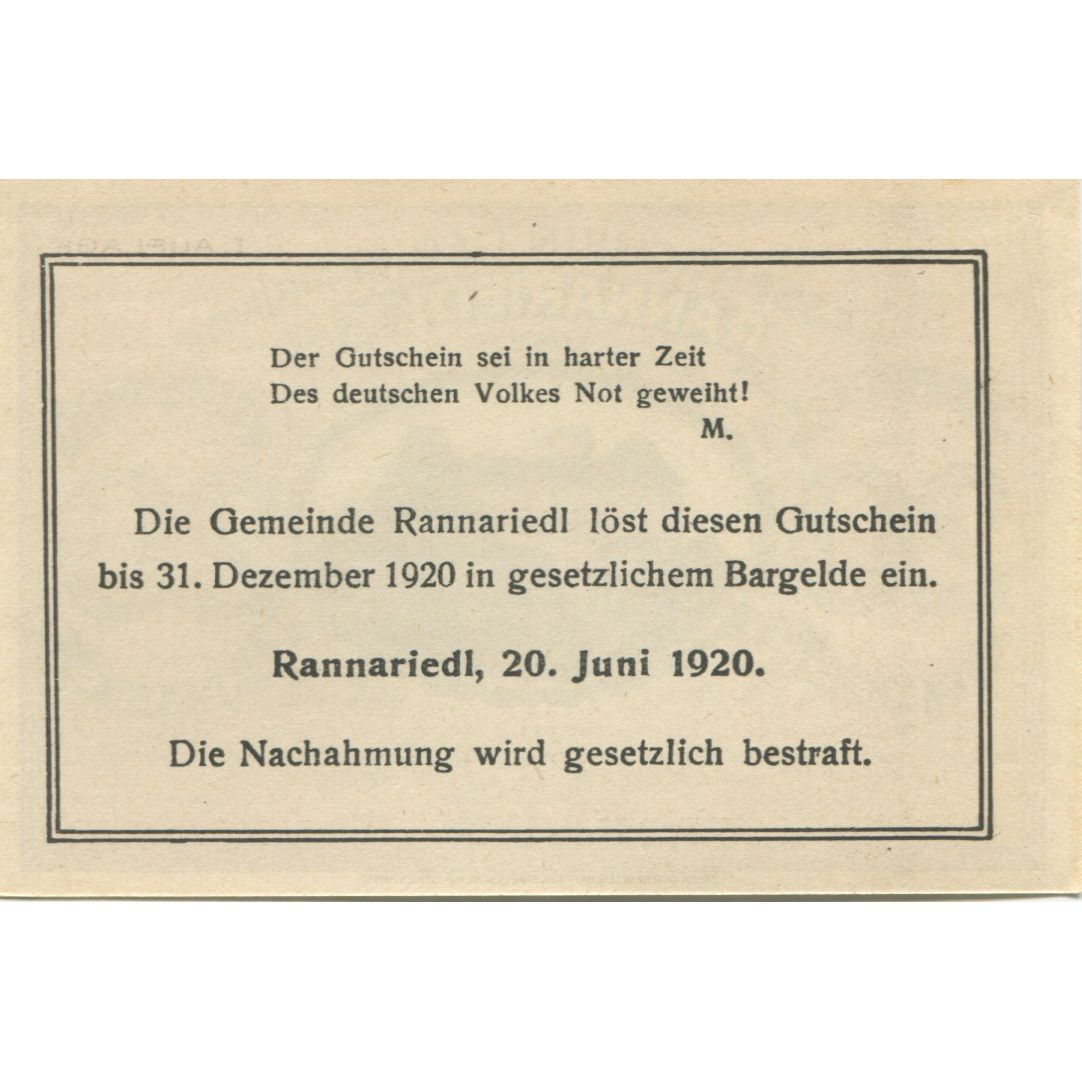 Der Gutschein sei in harter Zeit
Des deutschen Volkes Not geweiht!
M.
Die Gemeinde Rannariedl löst diesen Gutschein
bis 31. Dezember 1920 in gesetzlichem Bargelde ein.
Rannariedl, 20. Juni 1920.
Die Nachahmung wird gesetzlich bestraft.